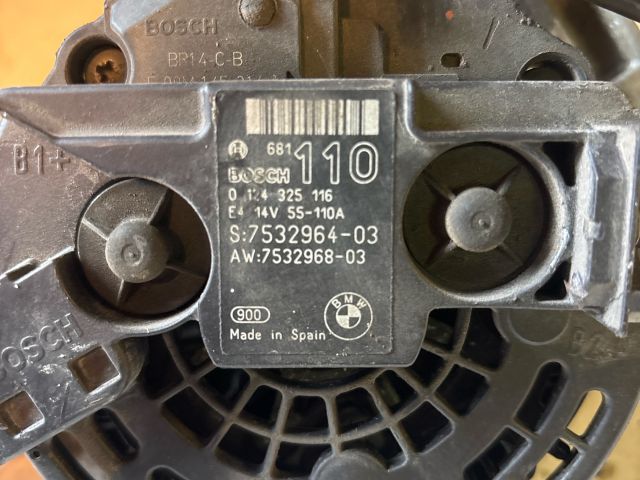 BOSCH
BR14-C-B
B1+
681 110
BOSCH
0 124 325 116
E4 14V 55-110A
S:7532964-03
AW:7532968-03
900
BMW
Made in Spain
BOSCH